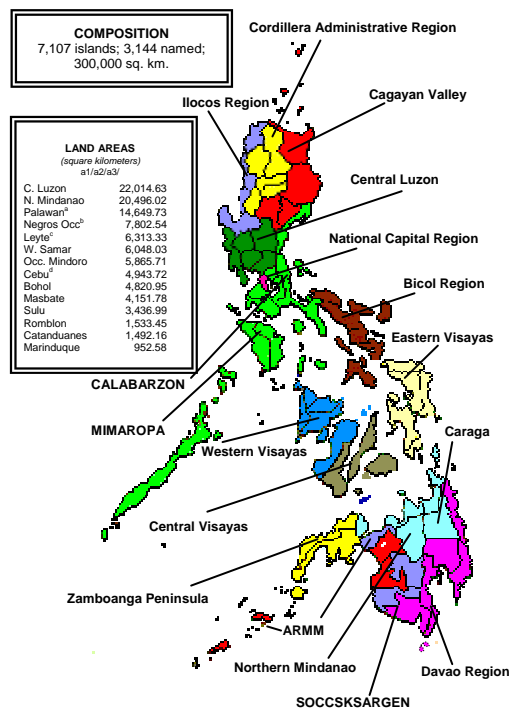 COMPOSITION
7,107 islands; 3,144 named;
300,000 sq. km.
Cordillera Administrative Region
Ilocos Region
Cagayan Valley
LAND AREAS
(square kilometers)
a1/a2/a3/
C. Luzon 22,014.63
N. Mindanao 20,496.02
Palawanᵃ 14,649.73
Negros Occᵇ 7,802.54
Leyteᶜ 6,313.33
W. Samar 6,048.03
Occ. Mindoro 5,865.71
Cebuᵈ 4,943.72
Bohol 4,820.95
Masbate 4,151.78
Sulu 3,436.99
Romblon 1,533.45
Catanduanes 1,492.16
Marinduque 952.58
Central Luzon
National Capital Region
Bicol Region
Eastern Visayas
CALABARZON
MIMAROPA
Western Visayas
Caraga
Central Visayas
Zamboanga Peninsula
ARMM
Northern Mindanao
Davao Region
SOCCSKSARGEN